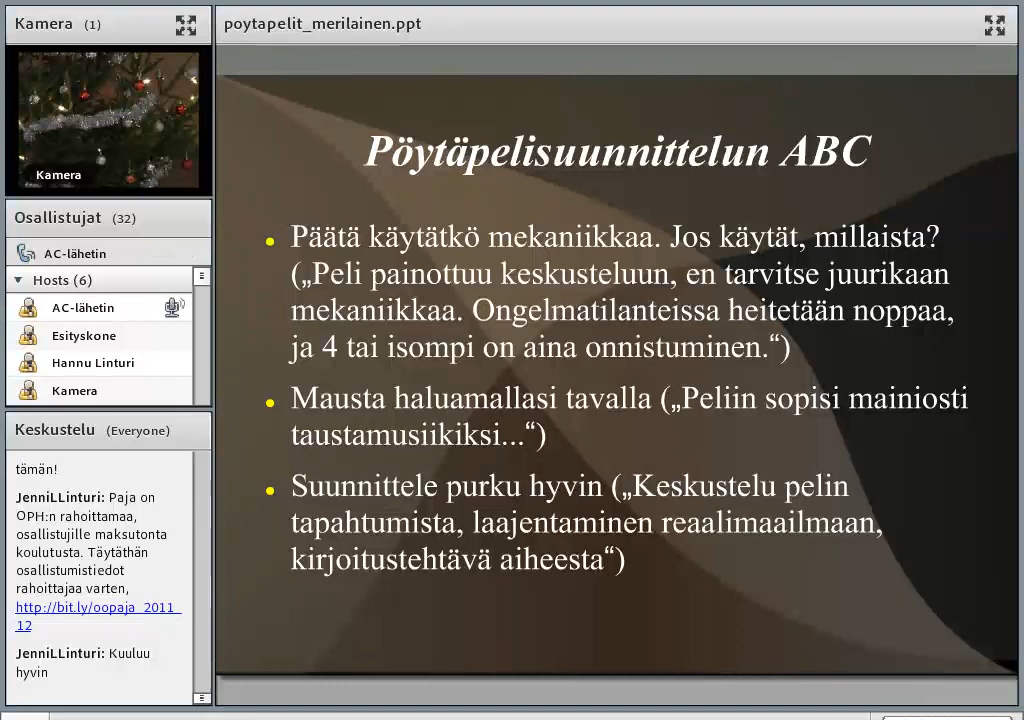 Kamera (1)
Kamera
Osallistujat (32)
AC-lähetin
Hosts (6)
AC-lähetin
Esityskone
Hannu Linturi
Kamera
Keskustelu (Everyone)
tämän!
JenniLLinturi: Paja on
OPH:n rahoittamaa,
osallistujille maksutonta
koulutusta. Täytäthän
osallistumistiedot
rahoittajaa varten,
http://bit.ly/oopaja_2011_
12
JenniLLinturi: Kuuluu
hyvin
poytapelit_merilainen.ppt
Pöytäpelisuunnittelun ABC
Päätä käytätkö mekaniikkaa. Jos käytät, millaista?
(„Peli painottuu keskusteluun, en tarvitse juurikaan
mekaniikkaa. Ongelmatilanteissa heitetään noppaa,
ja 4 tai isompi on aina onnistuminen.“)
Mausta haluamallasi tavalla („Peliin sopisi mainiosti
taustamusiikiksi...“)
Suunnittele purku hyvin („Keskustelu pelin
tapahtumista, laajentaminen reaalimaailmaan,
kirjoitustehtävä aiheesta“)